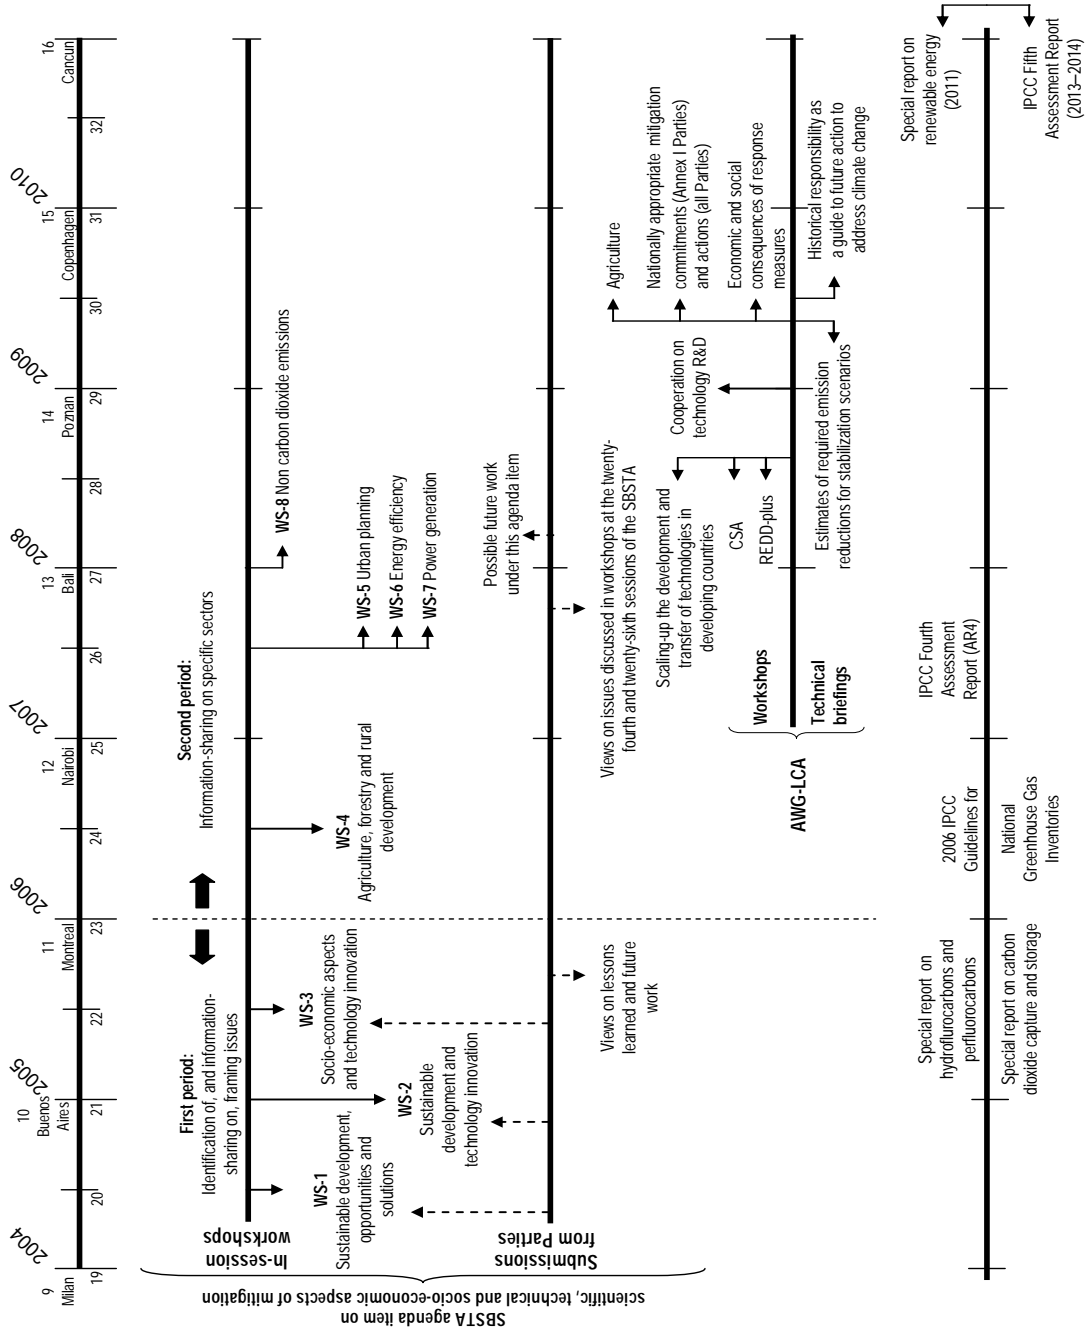 2004
2005
2006
2007
2008
2009
2010
9
Milan
10
Buenos
Aires
11
Montreal
12
Nairobi
13
Bali
14
Poznan
15
Copenhagen
16
Cancun
19
20
21
22
23
24
25
26
27
28
29
30
31
32
SBSTA agenda item on
scientific, technical and socio-economic aspects of mitigation
In-session
workshops
First period:
Identification of, and information-
sharing on, framing issues
Second period:
Information-sharing on specific sectors
WS-1
Sustainable development,
opportunities and
solutions
WS-2
Sustainable
development and
technology innovation
WS-3
Socio-economic aspects
and technology innovation
WS-4
Agriculture, forestry and rural
development
WS-5 Urban planning
WS-6 Energy efficiency
WS-7 Power generation
WS-8 Non carbon dioxide emissions
Submissions
from Parties
Views on lessons
learned and future
work
Possible future work
under this agenda item
Views on issues discussed in workshops at the twenty-
fourth and twenty-sixth sessions of the SBSTA
AWG-LCA
Workshops
Technical
briefings
Scaling-up the development and
transfer of technologies in
developing countries
CSA
REDD-plus
Cooperation on
technology R&D
Agriculture
Nationally appropriate mitigation
commitments (Annex I Parties)
and actions (all Parties)
Economic and social
consequences of response
measures
Estimates of required emission
reductions for stabilization scenarios
Historical responsibility as
a guide to future action to
address climate change
Special report on
hydroflurocarbons and
perfluorocarbons
Special report on carbon
dioxide capture and storage
2006 IPCC
Guidelines for
National
Greenhouse Gas
Inventories
IPCC Fourth
Assessment
Report (AR4)
Special report on
renewable energy
(2011)
IPCC Fifth
Assessment Report
(2013–2014)